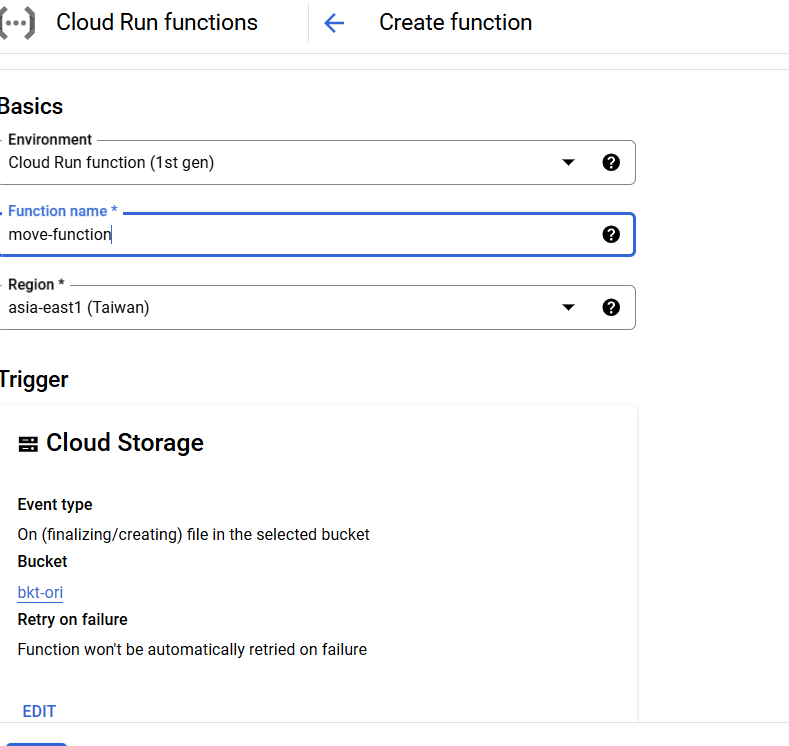 Cloud Run functions
Create function
Basics
Environment
Cloud Run function (1st gen)
Function name *
move-function
Region *
asia-east1 (Taiwan)
Trigger
Cloud Storage
Event type
On (finalizing/creating) file in the selected bucket
Bucket
bkt-ori
Retry on failure
Function won't be automatically retried on failure
EDIT